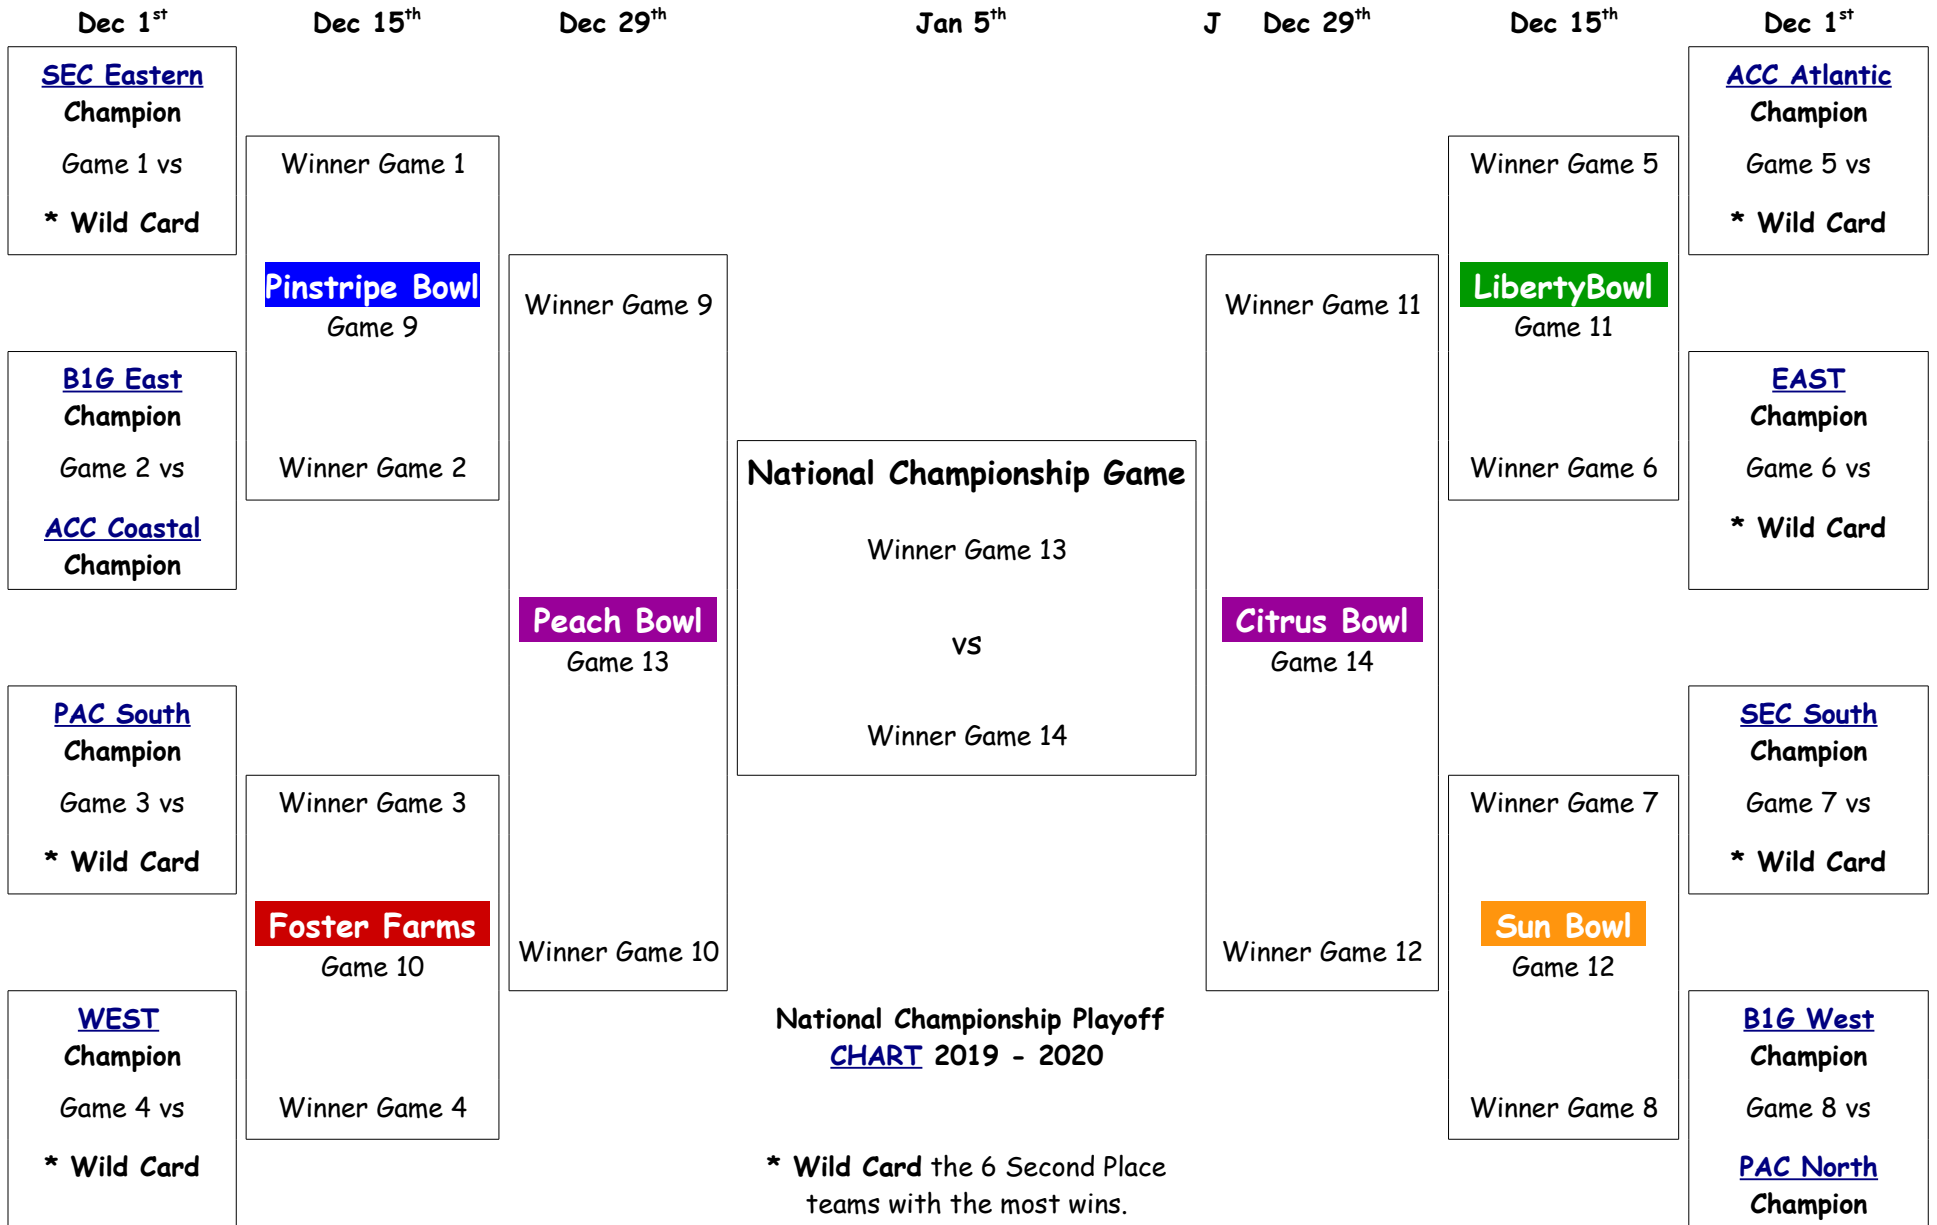 Dec 1st
Dec 15th
Dec 29th
Jan 5th
J
Dec 29th
Dec 15th
Dec 1st
SEC Eastern
Champion
Game 1 vs
* Wild Card
B1G East
Champion
Game 2 vs
ACC Coastal
Champion
PAC South
Champion
Game 3 vs
* Wild Card
WEST
Champion
Game 4 vs
* Wild Card
Winner Game 1
Pinstripe Bowl
Game 9
Winner Game 2
Winner Game 3
Foster Farms
Game 10
Winner Game 4
Winner Game 9
Peach Bowl
Game 13
Winner Game 10
National Championship Game
Winner Game 13
vs
Winner Game 14
National Championship Playoff
CHART 2019 - 2020
* Wild Card the 6 Second Place
teams with the most wins.
Winner Game 11
Citrus Bowl
Game 14
Winner Game 12
Winner Game 5
LibertyBowl
Game 11
Winner Game 6
Winner Game 7
Sun Bowl
Game 12
Winner Game 8
ACC Atlantic
Champion
Game 5 vs
* Wild Card
EAST
Champion
Game 6 vs
* Wild Card
SEC South
Champion
Game 7 vs
* Wild Card
B1G West
Champion
Game 8 vs
PAC North
Champion